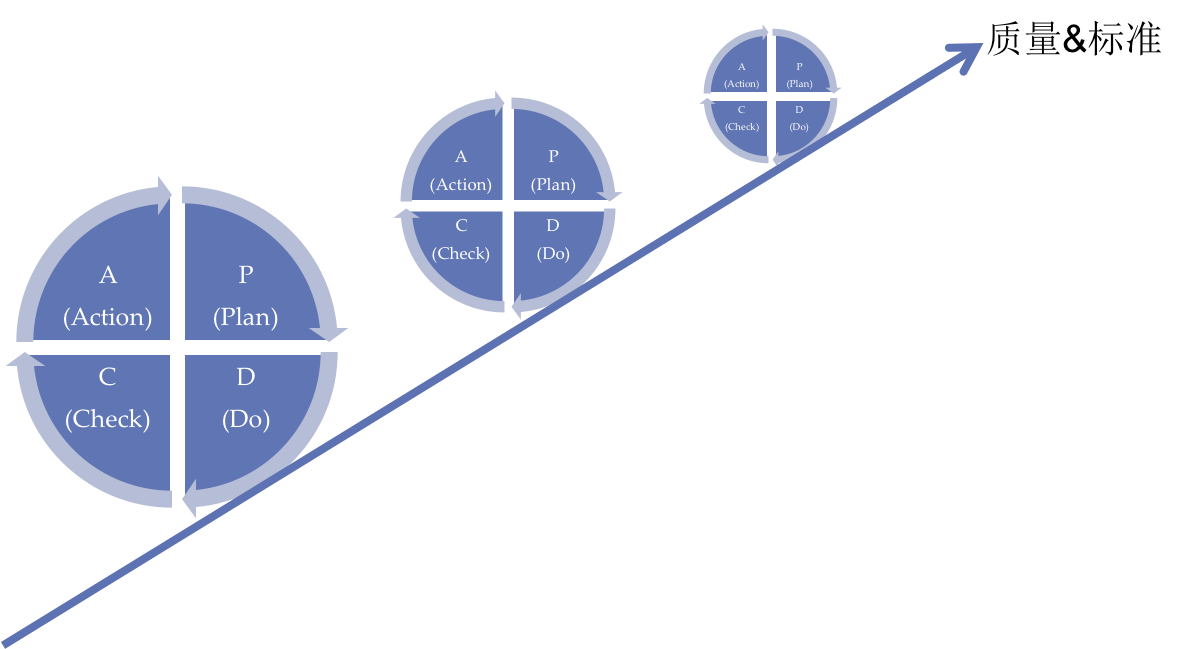 质量&标准
A
(Action)
P
(Plan)
C
(Check)
D
(Do)
A
(Action)
P
(Plan)
C
(Check)
D
(Do)
A
(Action)
P
(Plan)
C
(Check)
D
(Do)